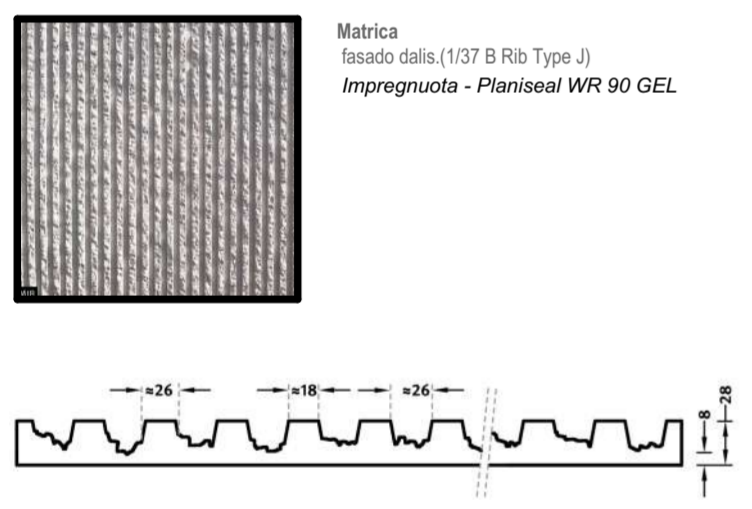 Matrica
fasado dalis.(1/37 B Rib Type J)
Impregnuota - Planiseal WR 90 GEL
≈26
≈18
≈26
8
28